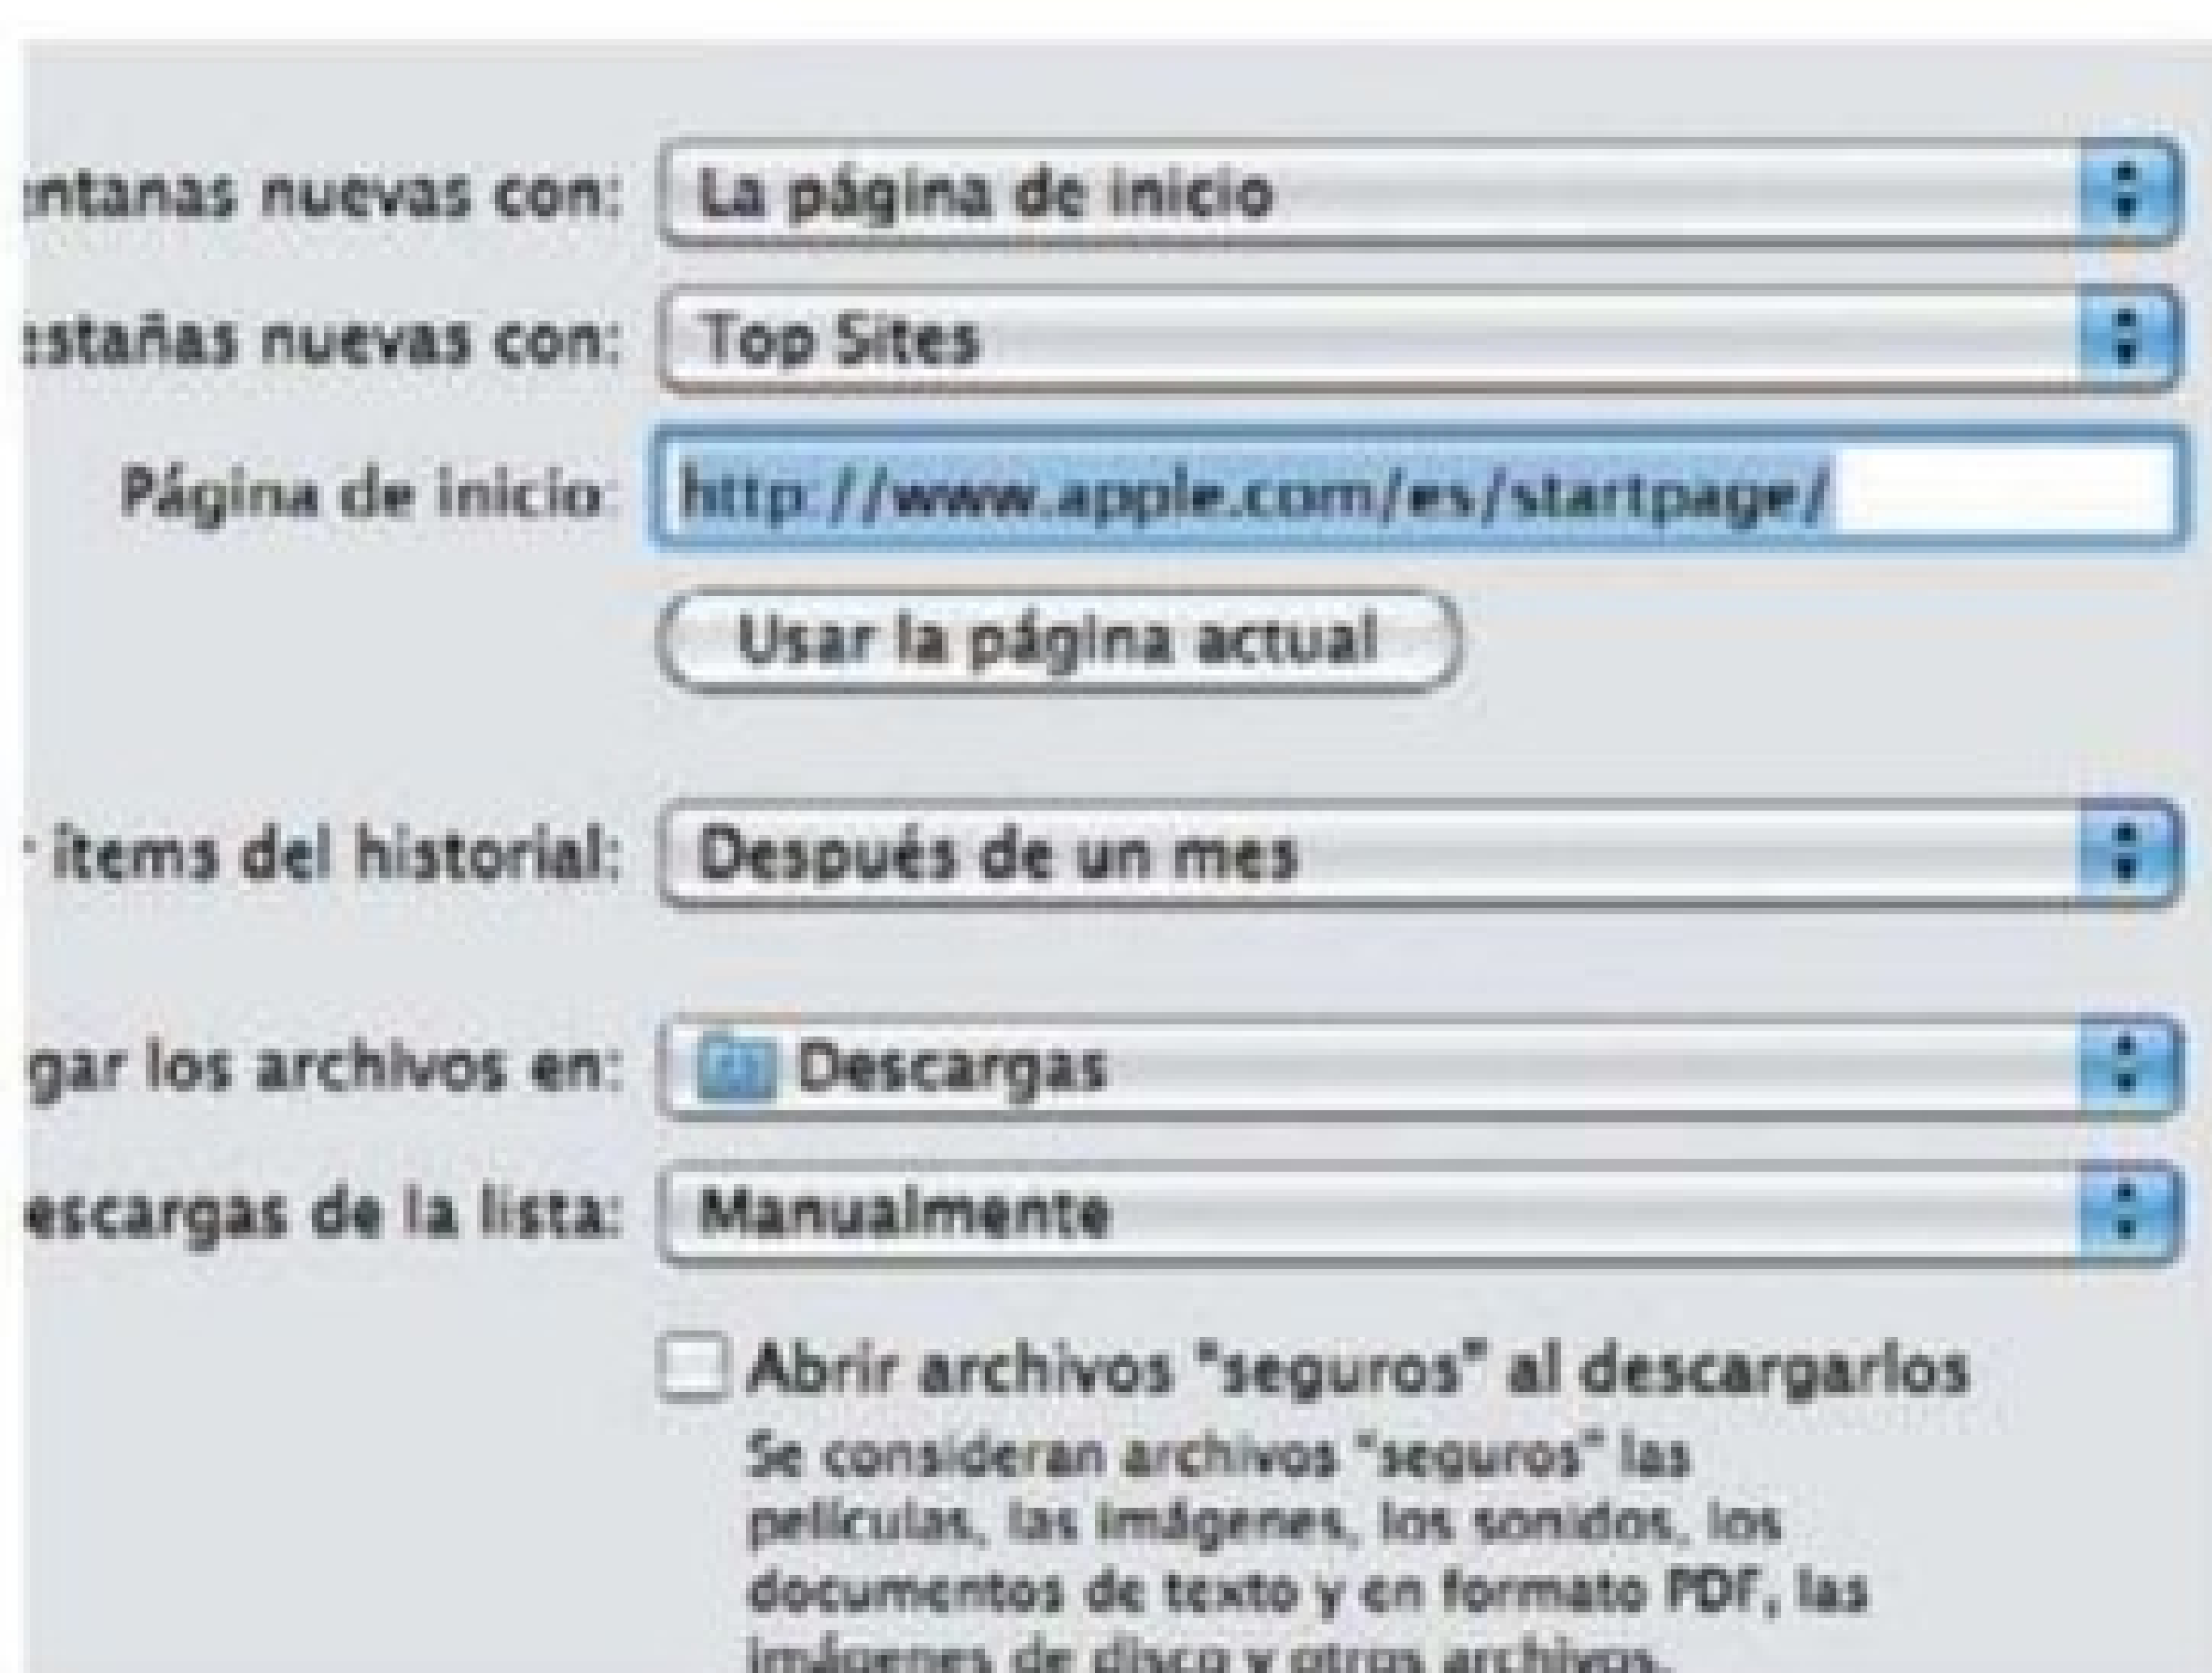 entanas nuevas con: La página de inicio
estañas nuevas con: Top Sites
Página de inicio: http://www.apple.com/es/startpage/
Usar la página actual
r ítems del historial: Después de un mes
gar los archivos en: Descargas
escargas de la lista: Manualmente
Abrir archivos "seguros" al descargarlos
Se consideran archivos "seguros" las
películas, las imágenes, los sonidos, los
documentos de texto y en formato PDF, las
imágenes de disco y otros archivos.